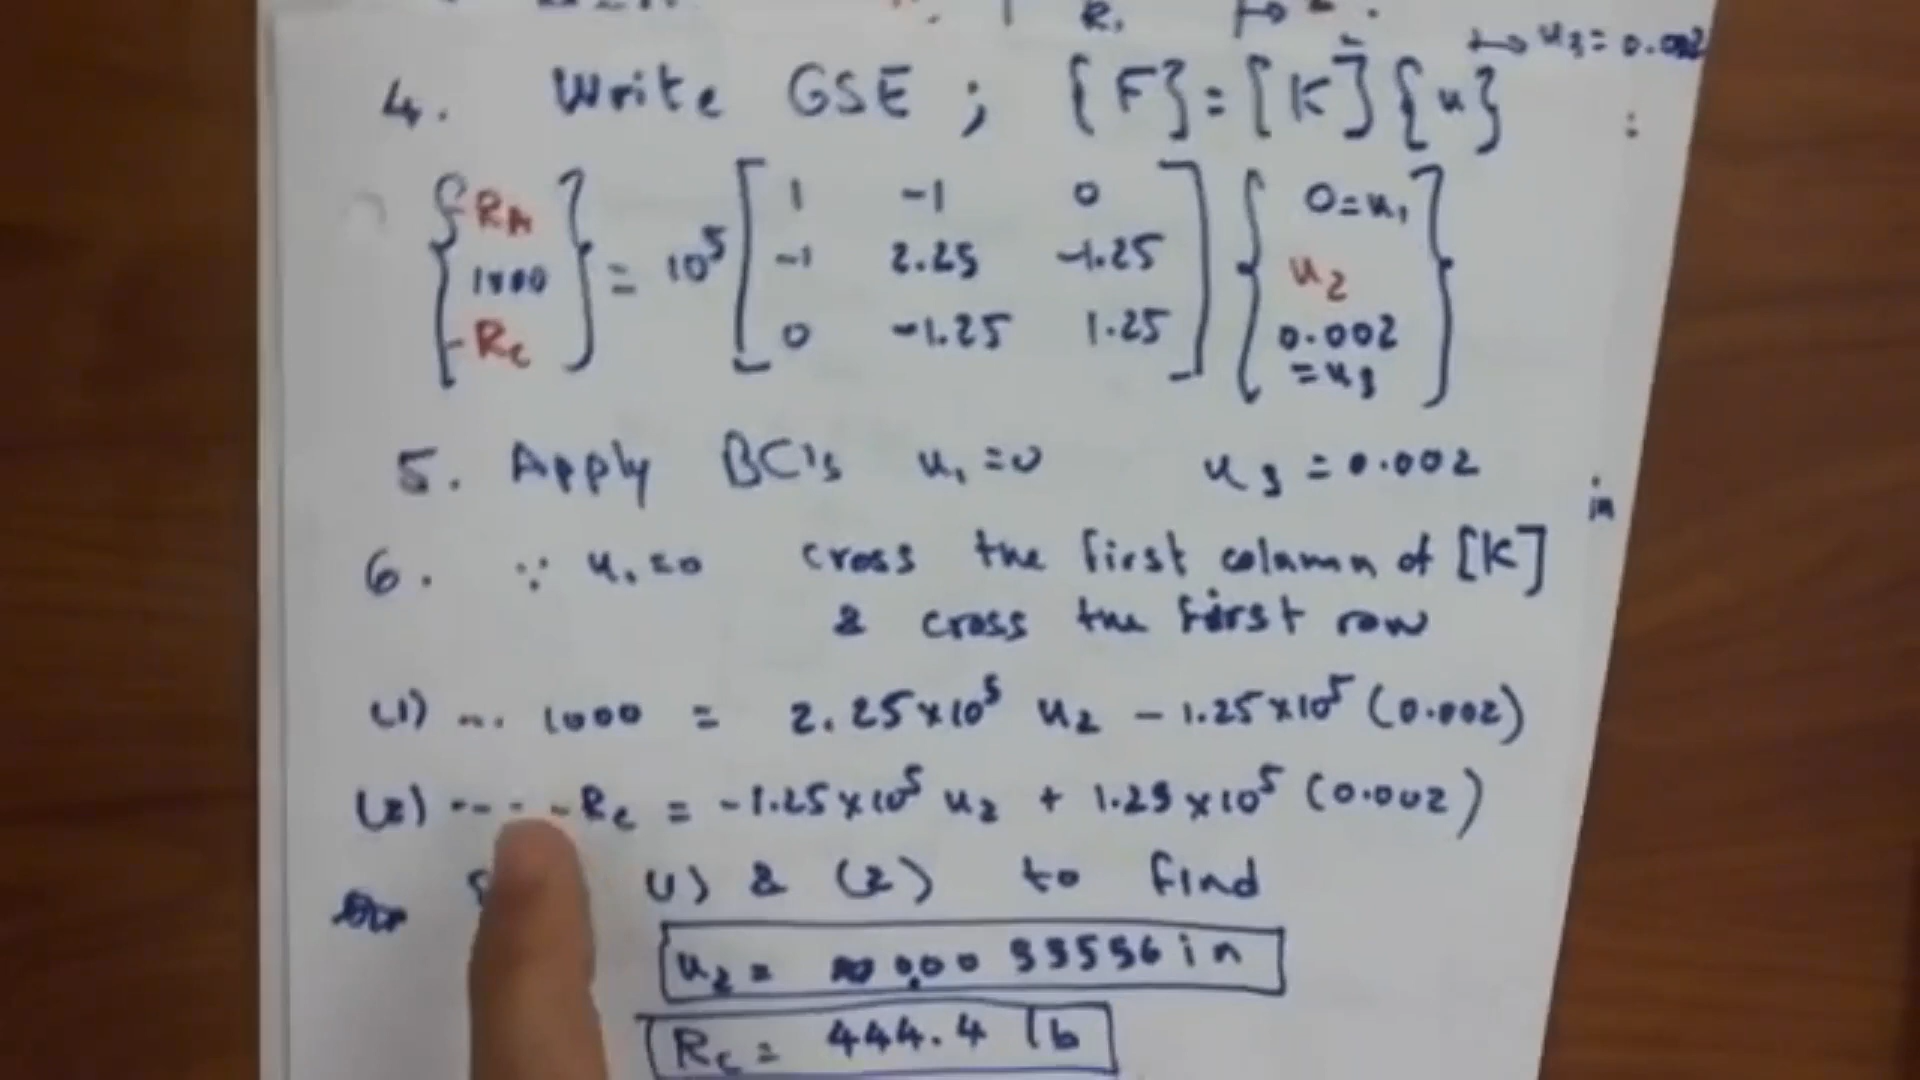 R.
↦ u3 = 0.002
4. Write GSE ; {F} = [K] {u}
{ RA 1000 -Rc } = 10^5 [ 1 -1 0
-1 2.25 -1.25
0 -1.25 1.25 ] { 0=u1 u2 0.002 =u3 }
5. Apply BC's u1=0 u3 = 0.002 in
6. ∵ u1=0 cross the first column of [K]
& cross the first row
(1) ... 1000 = 2.25×10^5 u2 - 1.25×10^5 (0.002)
(2) ---- -Rc = -1.25×10^5 u2 + 1.25×10^5 (0.002)
(1) & (2) to find
u2 = 0.0055556 in
Rc = 444.4 lb